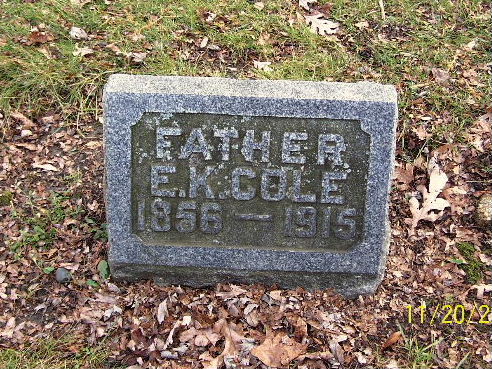 FATHER
E.K.COLE
1856 — 1915
11/20/2